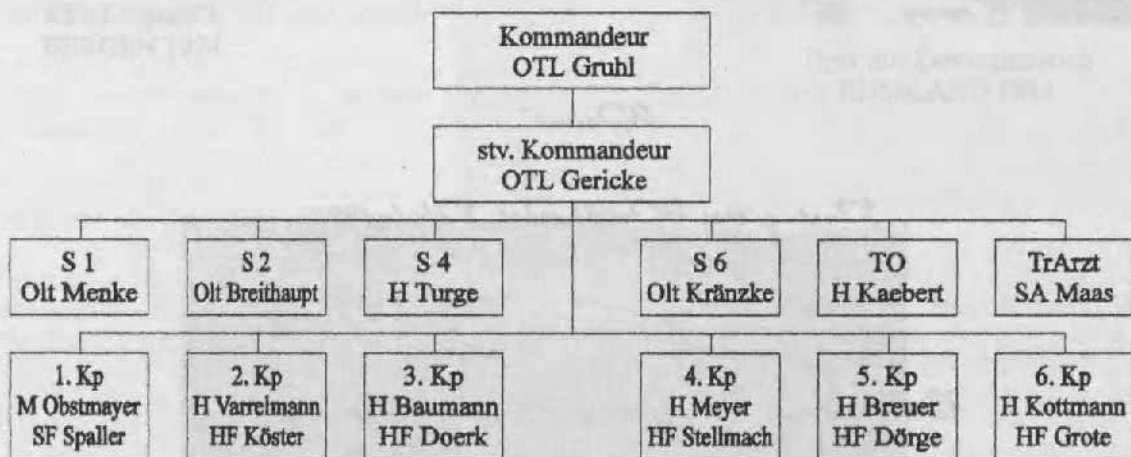 Kommandeur
OTL Gruhl
stv. Kommandeur
OTL Gericke
S 1
Olt Menke
S 2
Olt Breithaupt
S 4
H Turge
S 6
Olt Kränzke
TO
H Kaebert
TrArzt
SA Maas
1. Kp
M Obstmayer
SF Spaller
2. Kp
H Varrelmann
HF Köster
3. Kp
H Baumann
HF Doerk
4. Kp
H Meyer
HF Stellmach
5. Kp
H Breuer
HF Dörge
6. Kp
H Kottmann
HF Grote